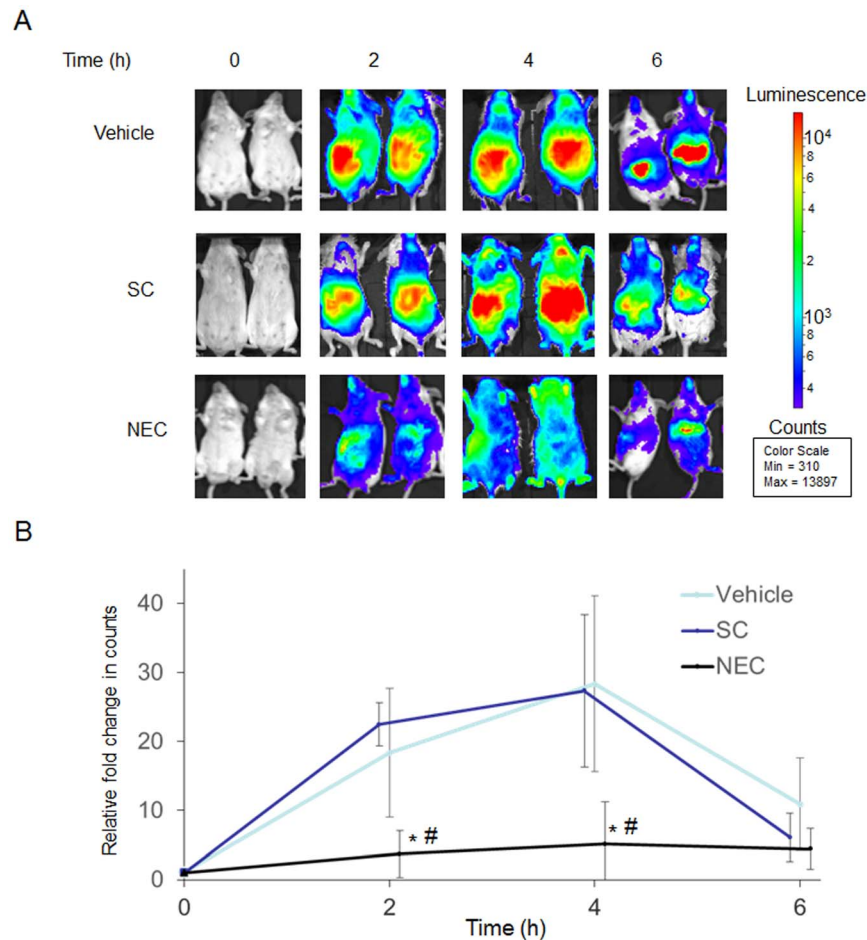 A
Time (h) 0 2 4 6
Luminescence
Vehicle
10⁴
8
6
4
2
SC
10³
8
6
4
NEC
Counts
Color Scale
Min = 310
Max = 13897
B
Relative fold change in counts
40
30
20
10
0
Vehicle
SC
NEC
* #
* #
0 2 4 6
Time (h)